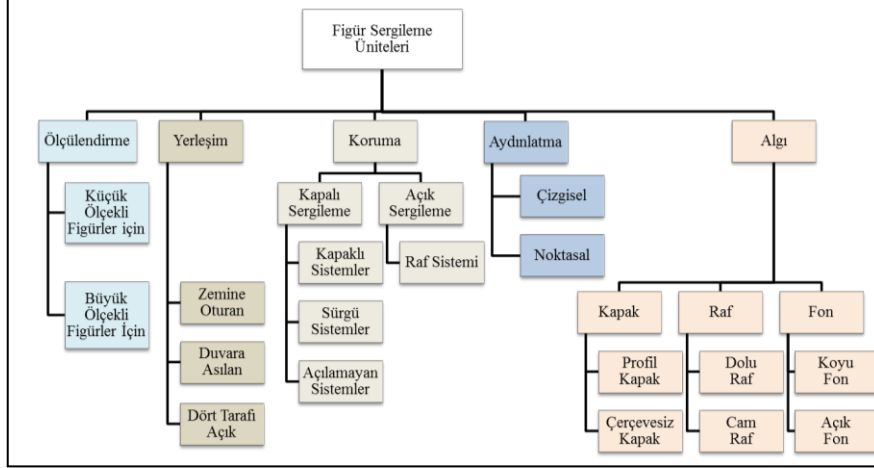 Figür Sergileme
Üniteleri
Ölçülendirme
Küçük
Ölçekli
Figürler için
Büyük
Ölçekli
Figürler İçin
Yerleşim
Zemine
Oturan
Duvara
Asılan
Dört Tarafı
Açık
Koruma
Kapalı
Sergileme
Kapaklı
Sistemler
Sürgü
Sistemler
Açılamayan
Sistemler
Açık
Sergileme
Raf Sistemi
Aydınlatma
Çizgisel
Noktasal
Algı
Kapak
Profil
Kapak
Çerçevesiz
Kapak
Raf
Dolu
Raf
Cam
Raf
Fon
Koyu
Fon
Açık
Fon